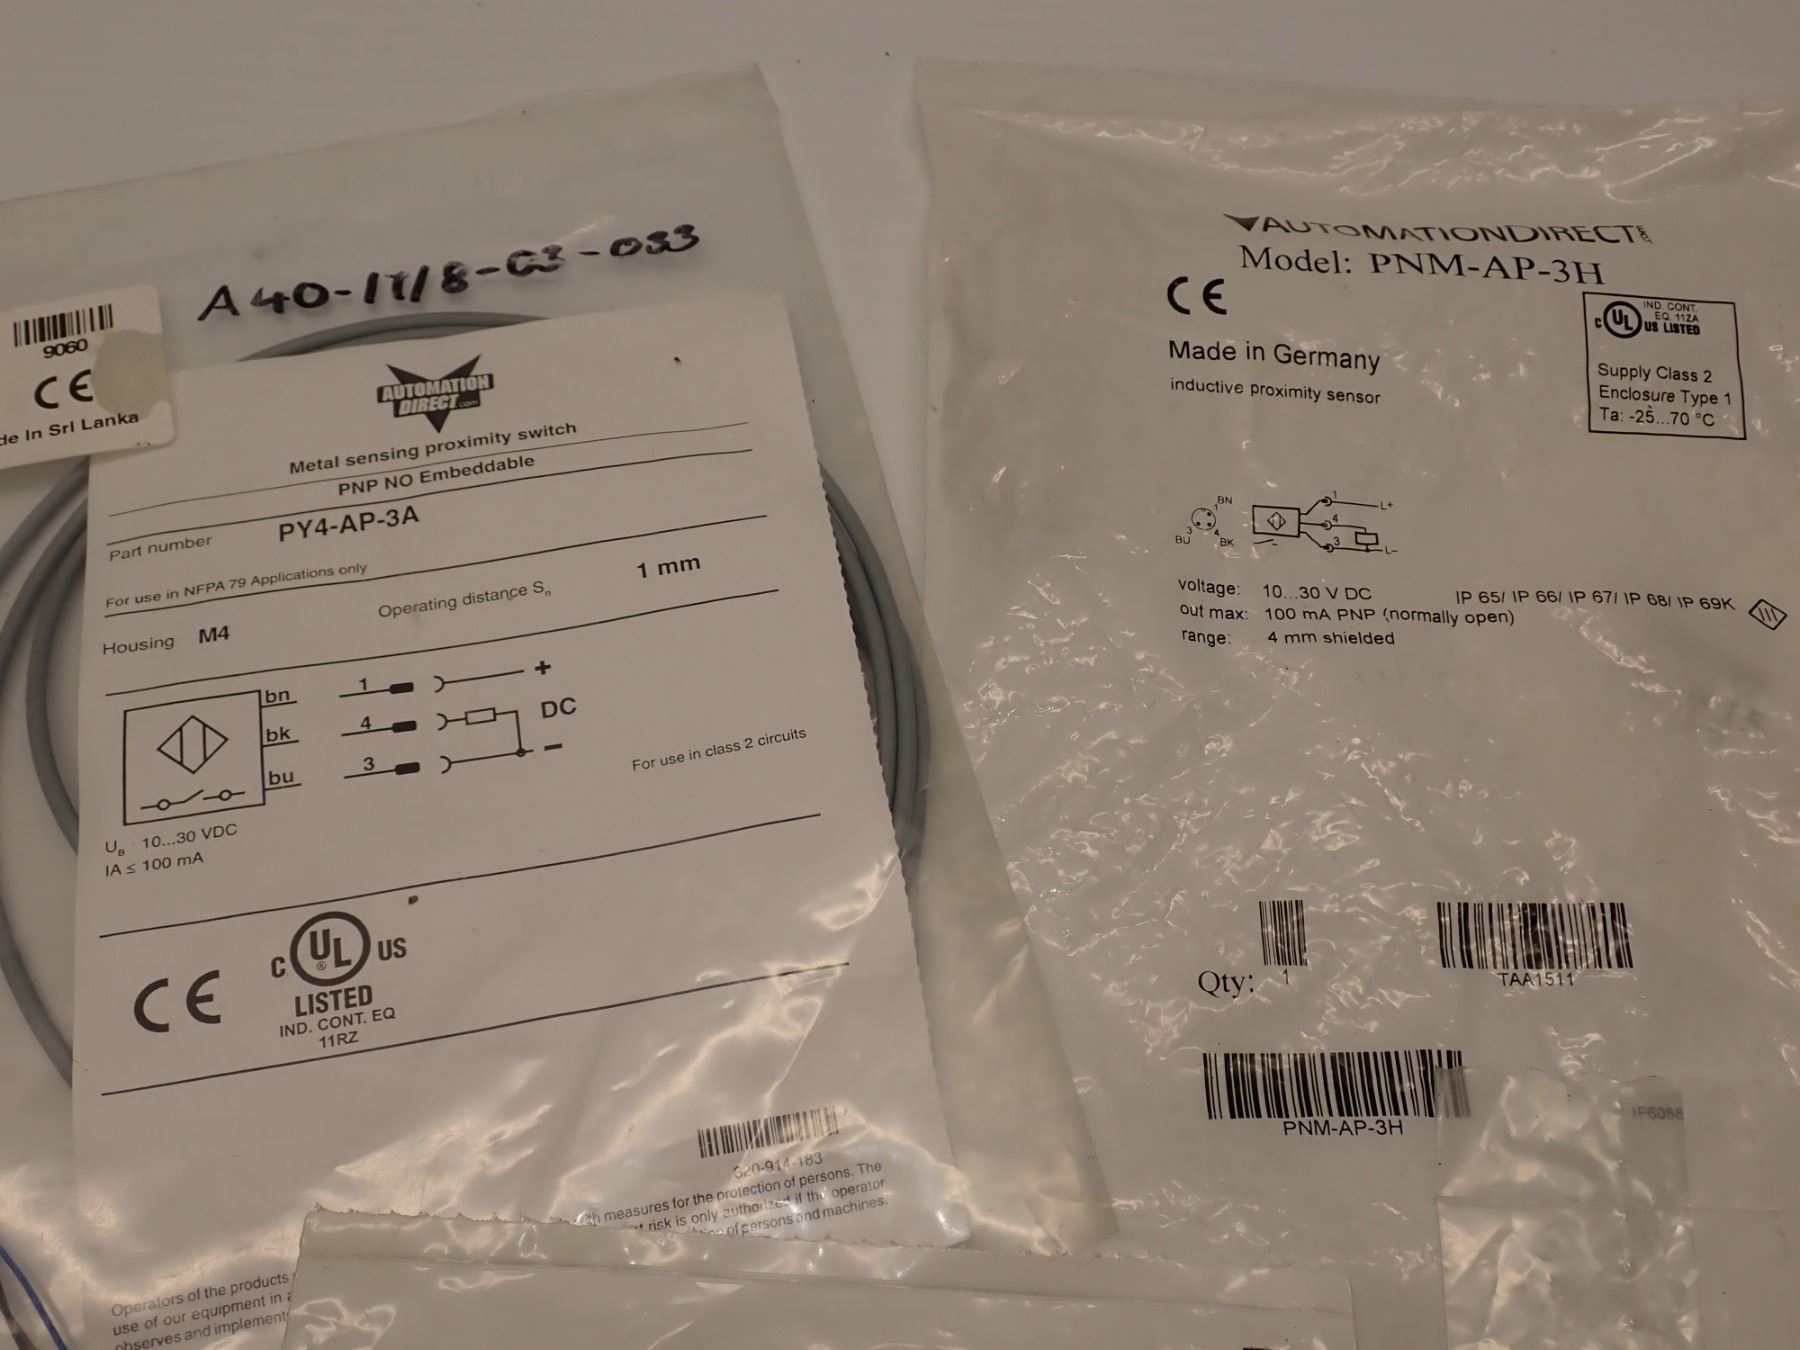 A40-17/8-03-033
9060
CE
de In Sri Lanka
AUTOMATION
DIRECT.com
Metal sensing proximity switch
PNP NO Embeddable
Part number PY4-AP-3A
For use in NFPA 79 Applications only
Housing M4 Operating distance Sn 1 mm
bn 1 +
bk 4 DC
bu 3 –
For use in class 2 circuits
UB 10...30 VDC
IA ≤ 100 mA
CE
C UL US
®
LISTED
IND. CONT. EQ
11RZ
320-914-183
measures for the protection of persons. The
risk is only authorized if the operator
of persons and machines.
Operators of the products
use of our equipment in
observes and implement
AUTOMATIONDIRECT
Model: PNM-AP-3H
CE
C UL US LISTED
IND. CONT.
EQ 11ZA
Supply Class 2
Enclosure Type 1
Ta: -25...70 °C
Made in Germany
inductive proximity sensor
BN 1
BU 3
BK 4
1 L+
4
3 L–
voltage: 10...30 V DC IP 65/ IP 66/ IP 67/ IP 68/ IP 69K
out max: 100 mA PNP (normally open)
range: 4 mm shielded
Qty: 1
TAA1511
PNM-AP-3H
IF6088